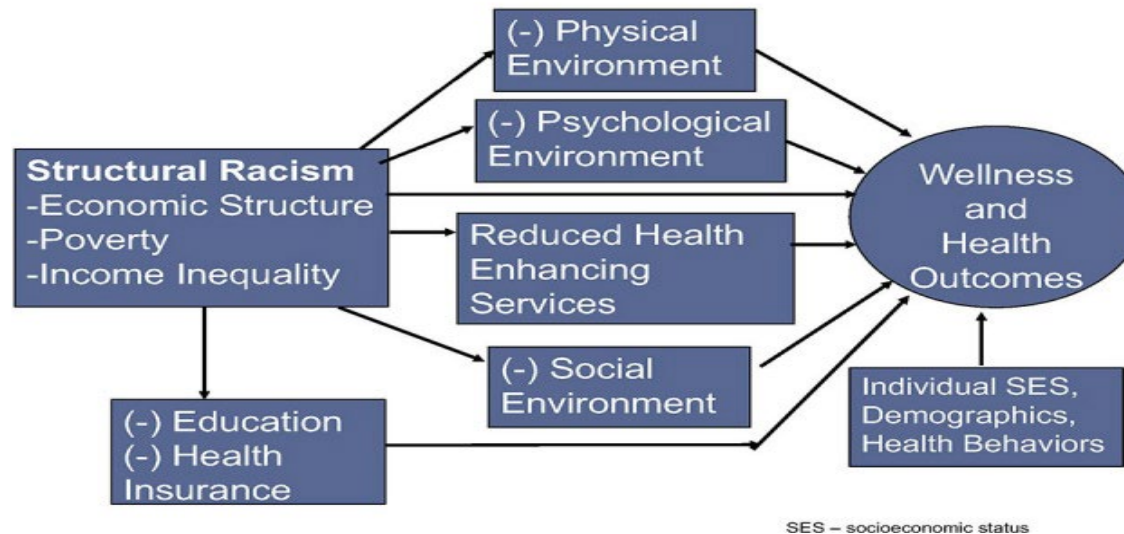 (-) Physical
Environment
(-) Psychological
Environment
Structural Racism
-Economic Structure
-Poverty
-Income Inequality
Wellness
and
Health
Outcomes
Reduced Health
Enhancing
Services
(-) Social
Environment
Individual SES,
Demographics,
Health Behaviors
(-) Education
(-) Health
Insurance
SES – socioeconomic status